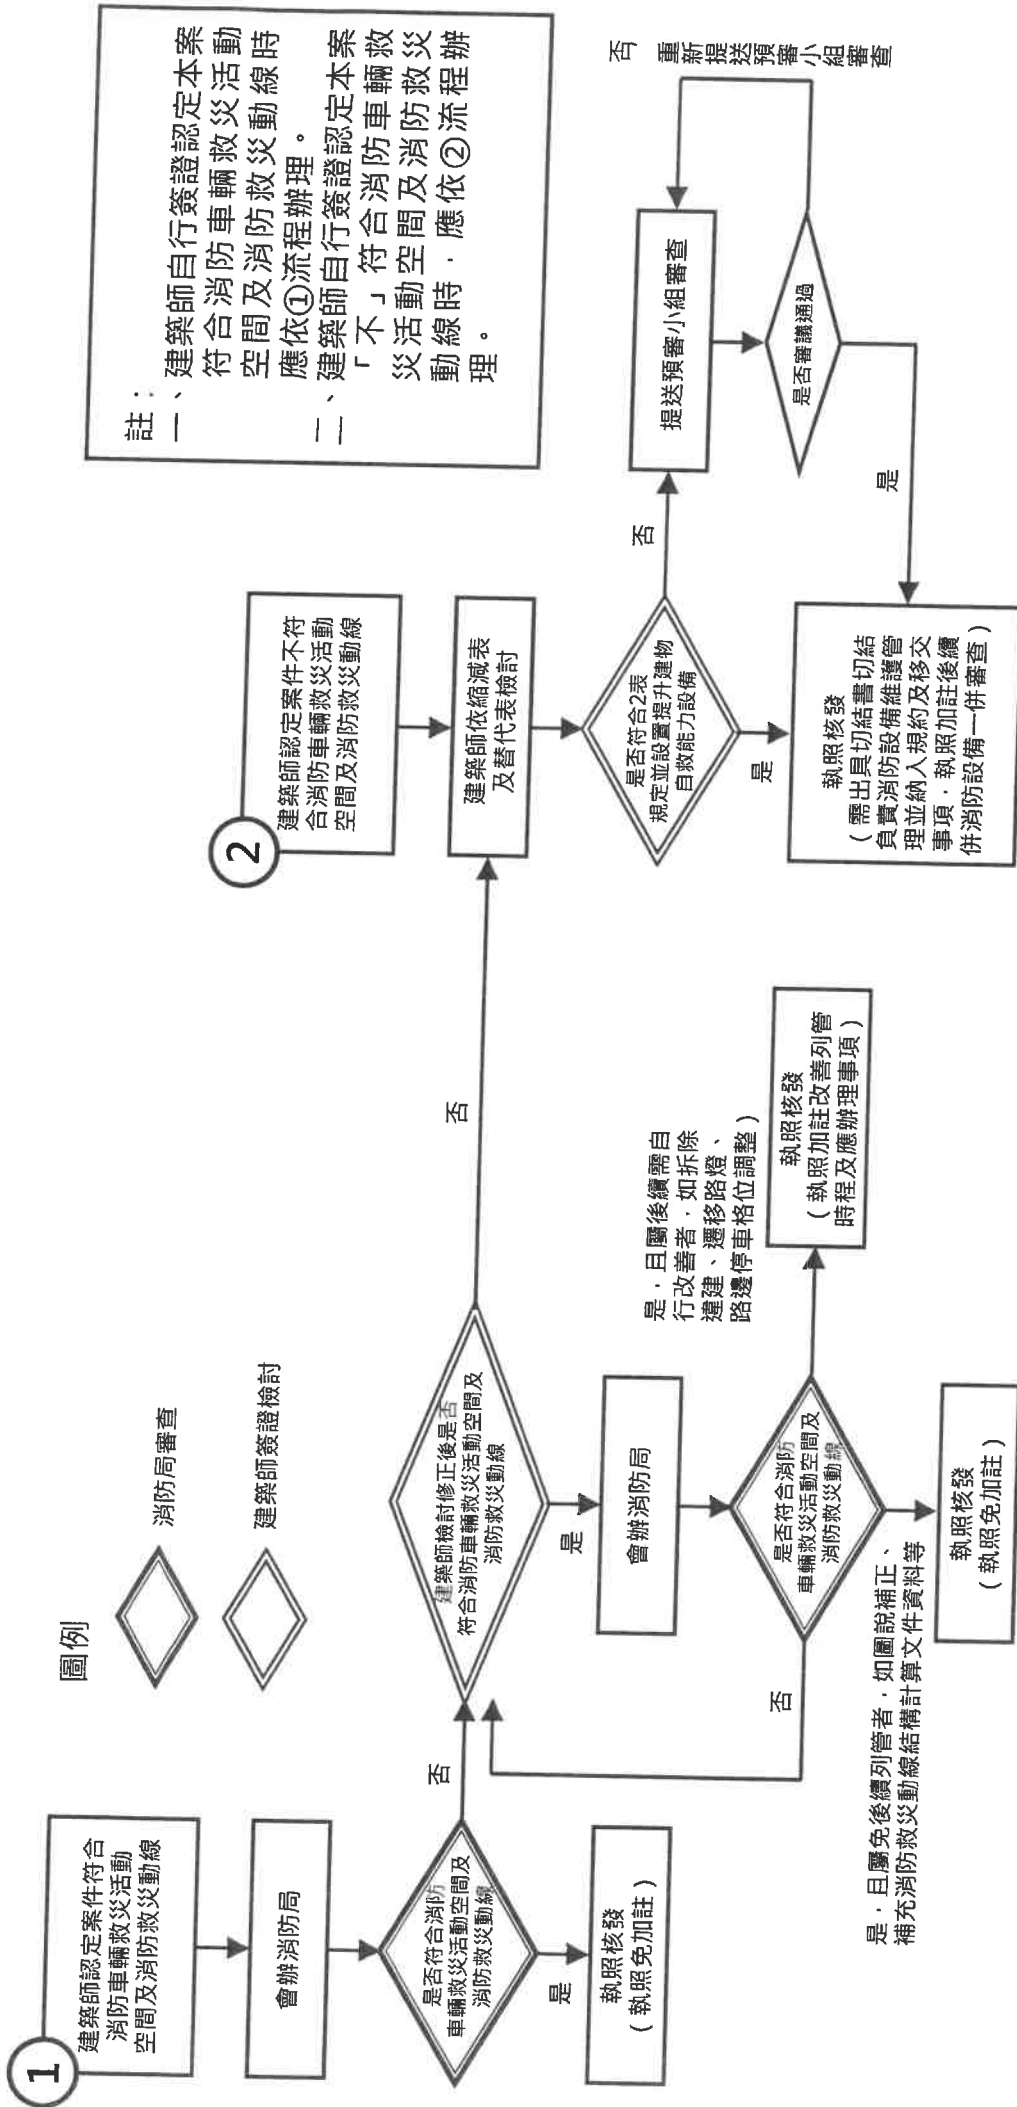 註：
一、建築師自行簽證認定本案
符合消防車輛救災活動
空間及消防救災動線時
應依①流程辦理。
二、建築師自行簽證認定本案
「不」符合消防車輛救
災活動空間及消防救災
動線時，應依②流程辦
理。
圖例
消防局審查
建築師簽證檢討
1
建築師認定案件符合
消防車輛救災活動
空間及消防救災動線
會辦消防局
是否符合消防
車輛救災活動空間及
消防救災動線
否
是
執照核發
（執照免加註）
建築師檢討修正後是否
符合消防車輛救災活動空間及
消防救災動線
否
是
會辦消防局
是否符合消防
車輛救災活動空間及
消防救災動線
否
是，且屬後續需自
行改善者，如拆除
違建、遷移路燈、
路邊停車格位調整）
執照核發
（執照加註改善列管
時程及應辦理事項）
是，且屬免後續列管者，如圖說補正、
補充消防救災動線結構計算文件資料等
執照核發
（執照免加註）
2
建築師認定案件不符
合消防車輛救災活動
空間及消防救災動線
建築師依縮減表
及替代表檢討
是否符合2表
規定並設置提升建物
自救能力設備
否
是
執照核發
（需出具切結書切結
負責消防設備維護管
理並納入規約及移交
事項，執照加註後續
併消防設備一併審查）
提送預審小組審查
是否審議通過
是
否
重新提送預審小組審查